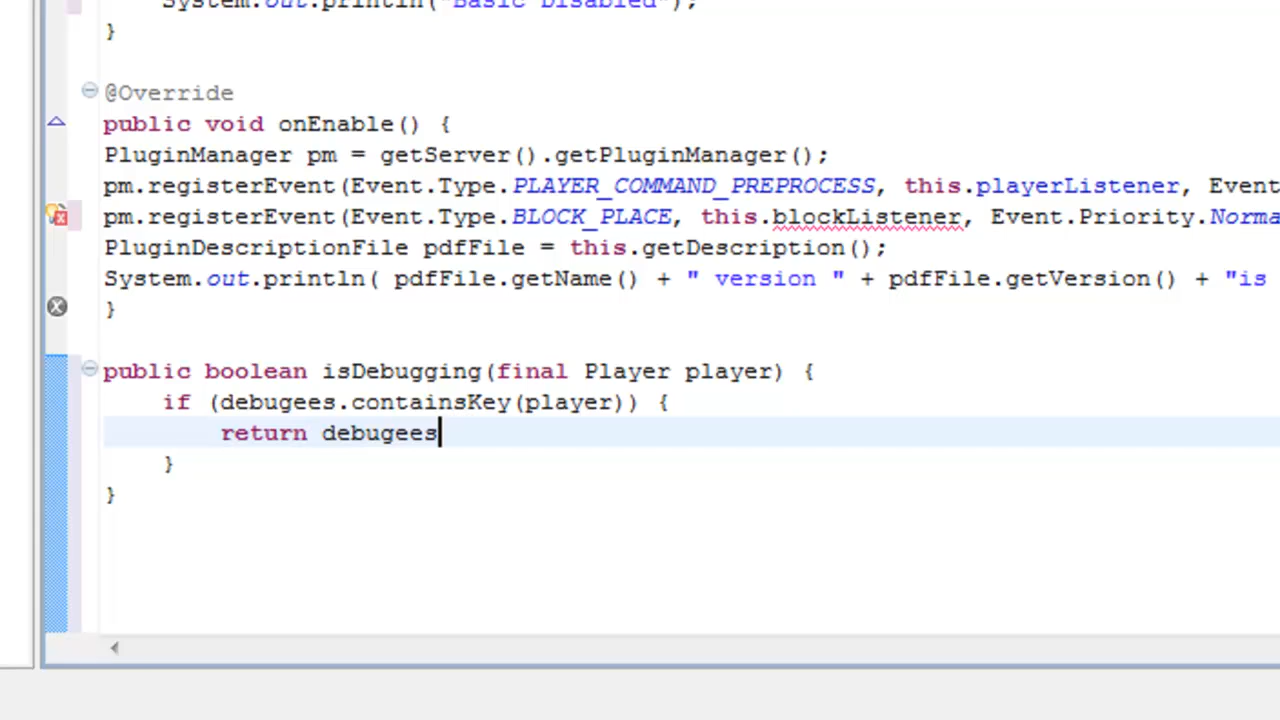 System.out.println("Basic Disabled");
}
@Override
public void onEnable() {
PluginManager pm = getServer().getPluginManager();
pm.registerEvent(Event.Type.PLAYER_COMMAND_PREPROCESS, this.playerListener, Event
pm.registerEvent(Event.Type.BLOCK_PLACE, this.blockListener, Event.Priority.Norma
PluginDescriptionFile pdfFile = this.getDescription();
System.out.println( pdfFile.getName() + " version " + pdfFile.getVersion() + "is
}
public boolean isDebugging(final Player player) {
if (debugees.containsKey(player)) {
return debugees
}
}